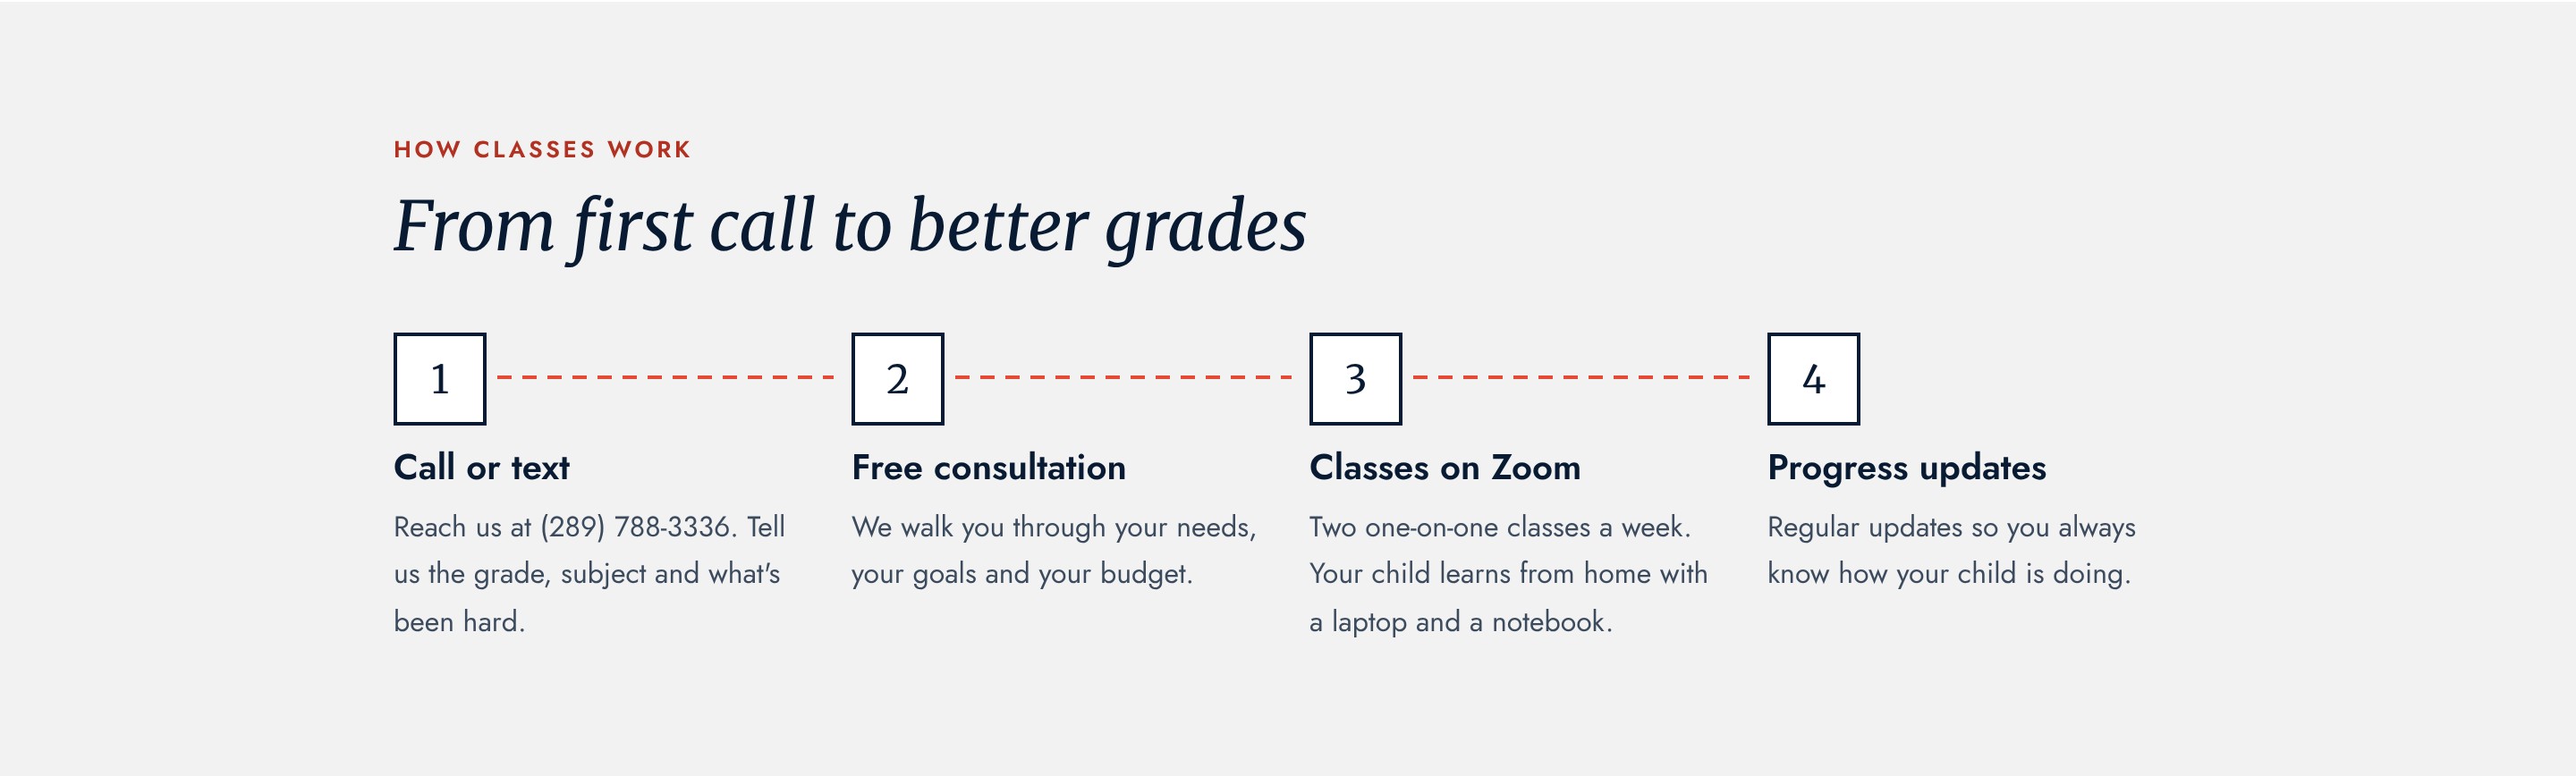 HOW CLASSES WORK
From first call to better grades
1
2
3
4
Call or text
Reach us at (289) 788-3336. Tell
us the grade, subject and what's
been hard.
Free consultation
We walk you through your needs,
your goals and your budget.
Classes on Zoom
Two one-on-one classes a week.
Your child learns from home with
a laptop and a notebook.
Progress updates
Regular updates so you always
know how your child is doing.